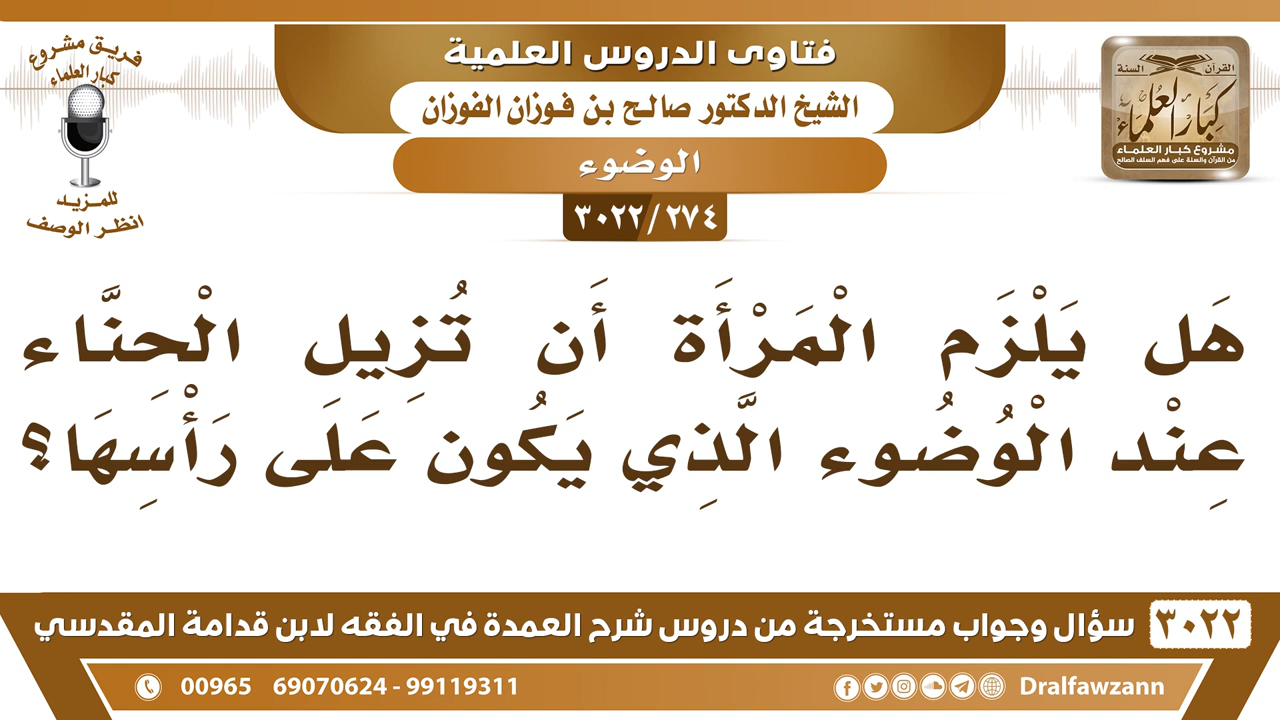 فتاوى الدروس العلمية
الشيخ الدكتور صالح بن فوزان الفوزان
الوضوء
٢٧٤/ ٣٠٢٢
فريق مشروع
كبار العلماء
للمزيد
انظر الوصف
القرآن السنة
كبار العلماء
مشروع كبار العلماء
من القرآن والسنة على فهم السلف الصالح
هَل يَلْزَم الْمَرْأَة أَن تُزِيل الْحَنَّاء
عِنْد الْوُضُوء الَّذِي يَكُون عَلَى رَأْسِهَا؟
٣٠٢٢ سؤال وجواب مستخرجة من دروس شرح العمدة في الفقه لابن قدامة المقدسي
00965 69070624 - 99119311 Dralfawzann